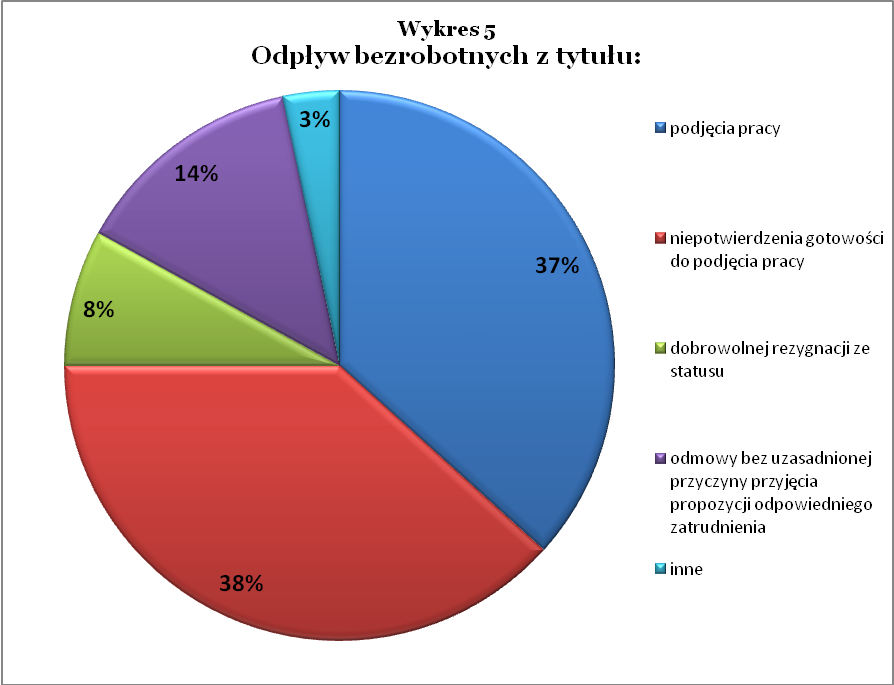 Wykres 5
Odpływ bezrobotnych z tytułu:
3%
14%
37%
8%
38%
podjęcia pracy
niepotwierdzenia gotowości
do podjęcia pracy
dobrowolnej rezygnacji ze
statusu
odmowy bez uzasadnionej
przyczyny przyjęcia
propozycji odpowiedniego
zatrudnienia
inne